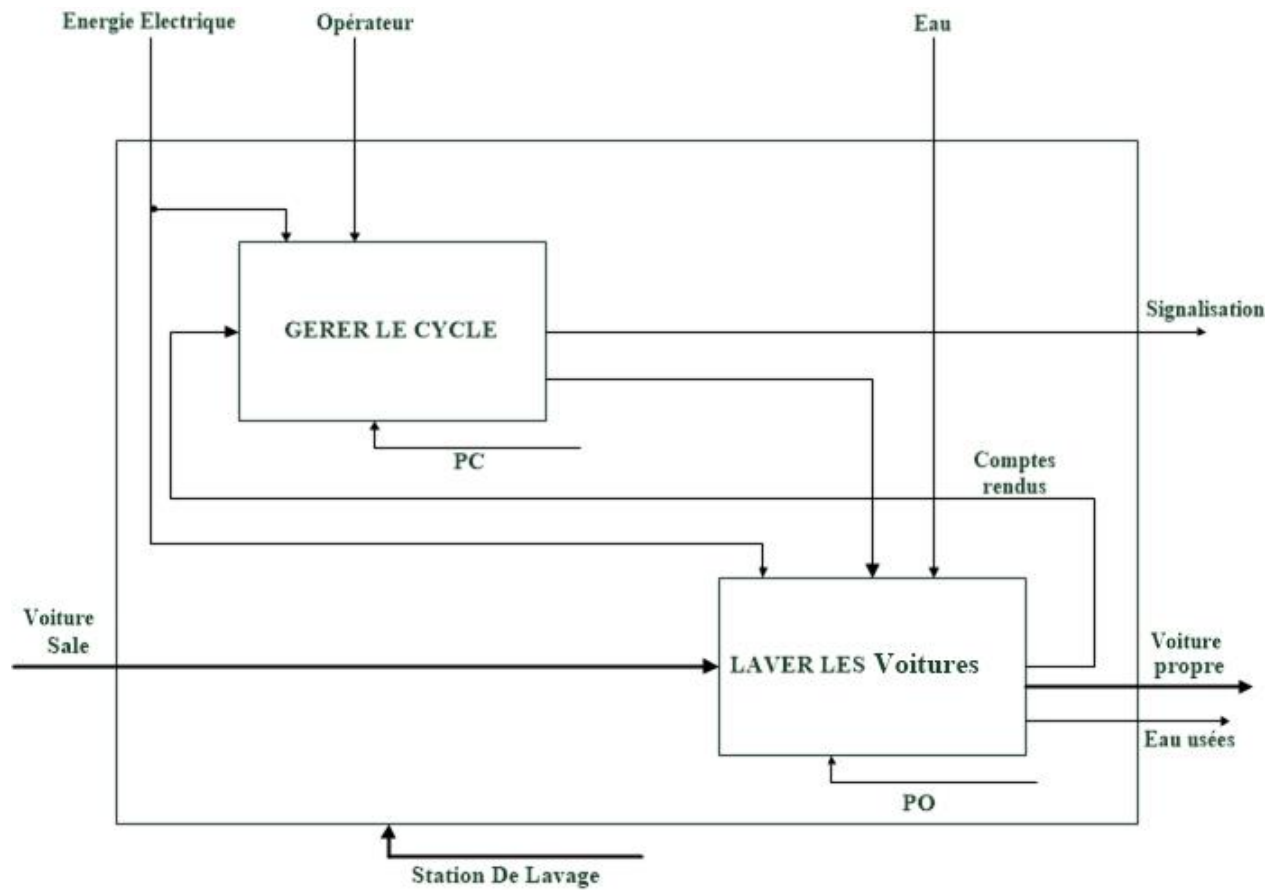 Energie Electrique
Opérateur
Eau
Signalisation
GERER LE CYCLE
PC
Comptes
rendus
Voiture
Sale
LAVER LES Voitures
Voiture
propre
Eau usées
PO
Station De Lavage